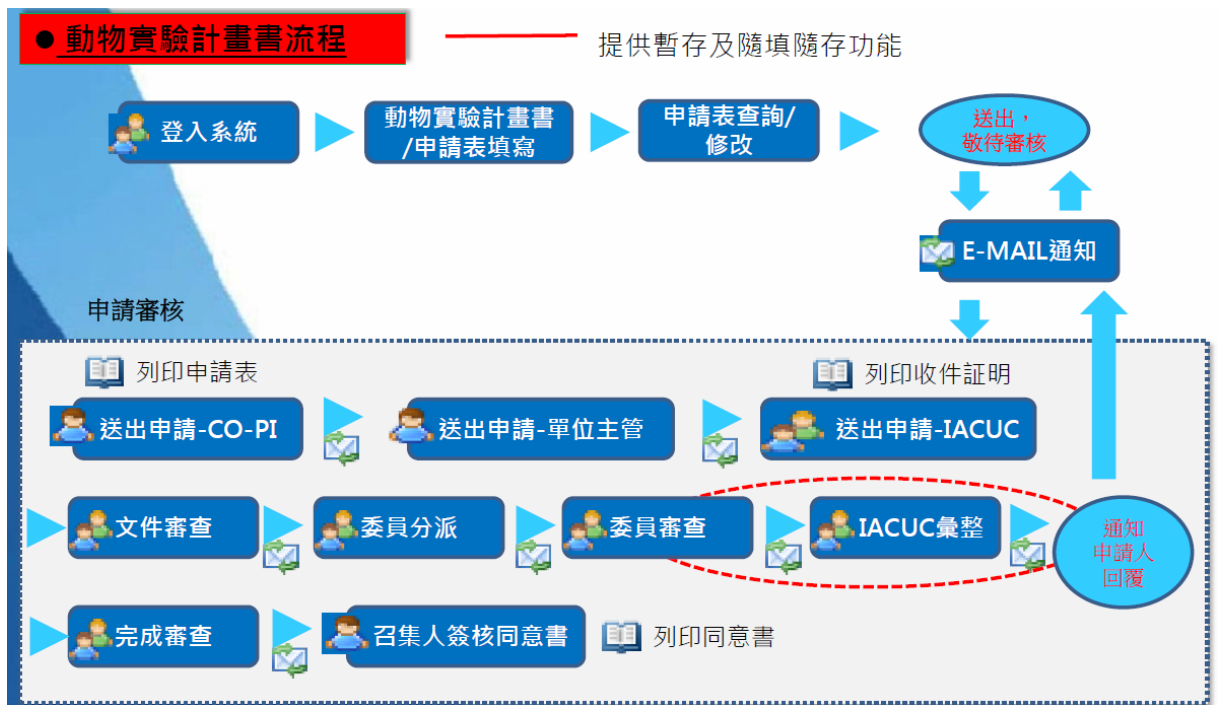 ● 動物實驗計畫書流程
提供暫存及隨填隨存功能
登入系統
動物實驗計畫書
/申請表填寫
申請表查詢/
修改
送出，
敬待審核
E-MAIL通知
申請審核
列印申請表
列印收件証明
送出申請-CO-PI
送出申請-單位主管
送出申請-IACUC
文件審查
委員分派
委員審查
IACUC彙整
通知
申請人
回覆
完成審查
召集人簽核同意書
列印同意書